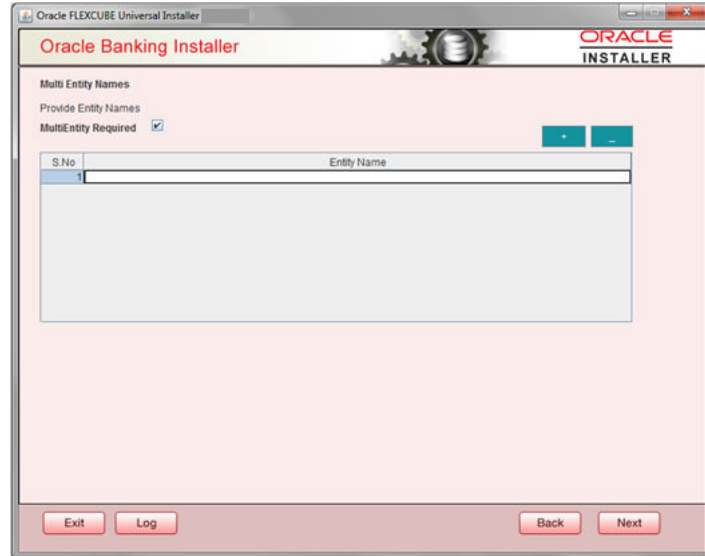 Oracle FLEXCUBE Universal Installer
Oracle Banking Installer
ORACLE
INSTALLER
Multi Entity Names
Provide Entity Names
MultiEntity Required
+ _
S.No Entity Name
1
Exit Log Back Next